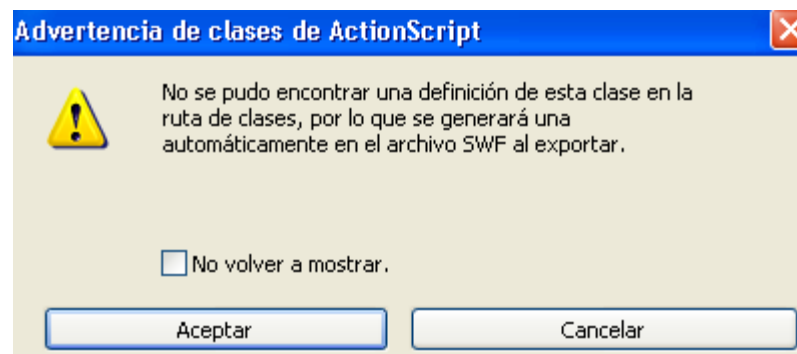 Advertencia de clases de ActionScript
No se pudo encontrar una definición de esta clase en la
ruta de clases, por lo que se generará una
automáticamente en el archivo SWF al exportar.
No volver a mostrar.
Aceptar
Cancelar